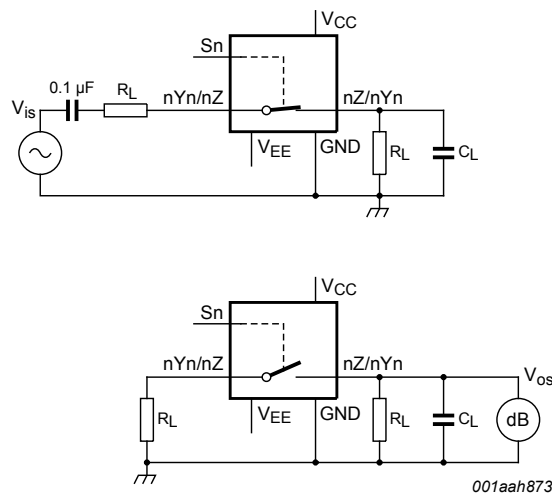 VCC
Sn
0.1 µF
RL
nYn/nZ
nZ/nYn
Vis
VEE
GND
RL
CL
VCC
Sn
nYn/nZ
nZ/nYn
Vos
RL
VEE
GND
RL
CL
dB
001aah873